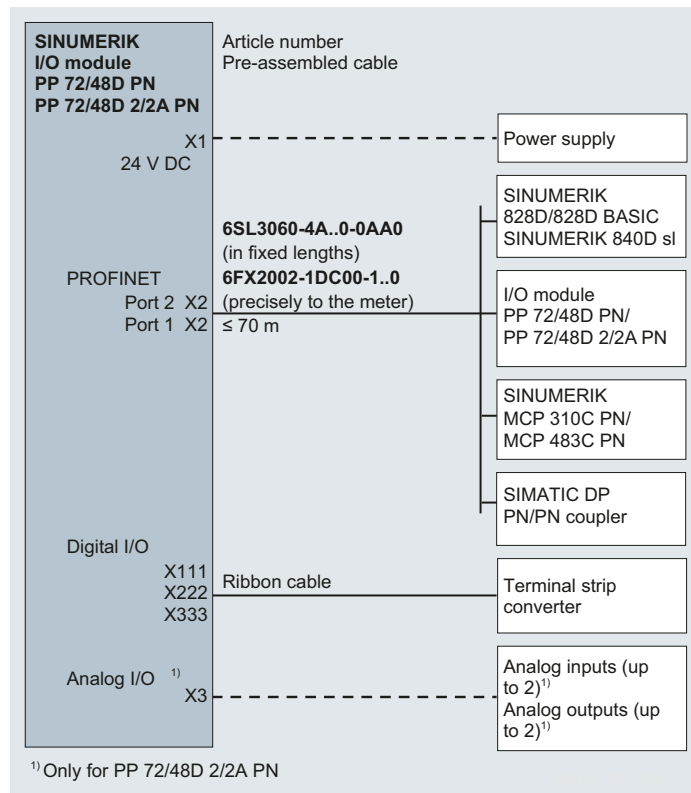 SINUMERIK
I/O module
PP 72/48D PN
PP 72/48D 2/2A PN
Article number
Pre-assembled cable
X1
24 V DC
Power supply
PROFINET
Port 2 X2
Port 1 X2
6SL3060-4A..0-0AA0
(in fixed lengths)
6FX2002-1DC00-1..0
(precisely to the meter)
≤ 70 m
SINUMERIK
828D/828D BASIC
SINUMERIK 840D sl
I/O module
PP 72/48D PN/
PP 72/48D 2/2A PN
SINUMERIK
MCP 310C PN/
MCP 483C PN
SIMATIC DP
PN/PN coupler
Digital I/O
X111
X222
X333
Ribbon cable
Terminal strip
converter
Analog I/O 1)
X3
Analog inputs (up
to 2)1)
Analog outputs (up
to 2)1)
1) Only for PP 72/48D 2/2A PN